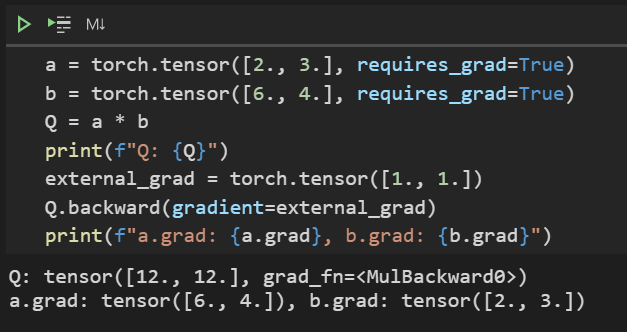 M↓
a = torch.tensor([2., 3.], requires_grad=True)
b = torch.tensor([6., 4.], requires_grad=True)
Q = a * b
print(f"Q: {Q}")
external_grad = torch.tensor([1., 1.])
Q.backward(gradient=external_grad)
print(f"a.grad: {a.grad}, b.grad: {b.grad}")
Q: tensor([12., 12.], grad_fn=<MulBackward0>)
a.grad: tensor([6., 4.]), b.grad: tensor([2., 3.])